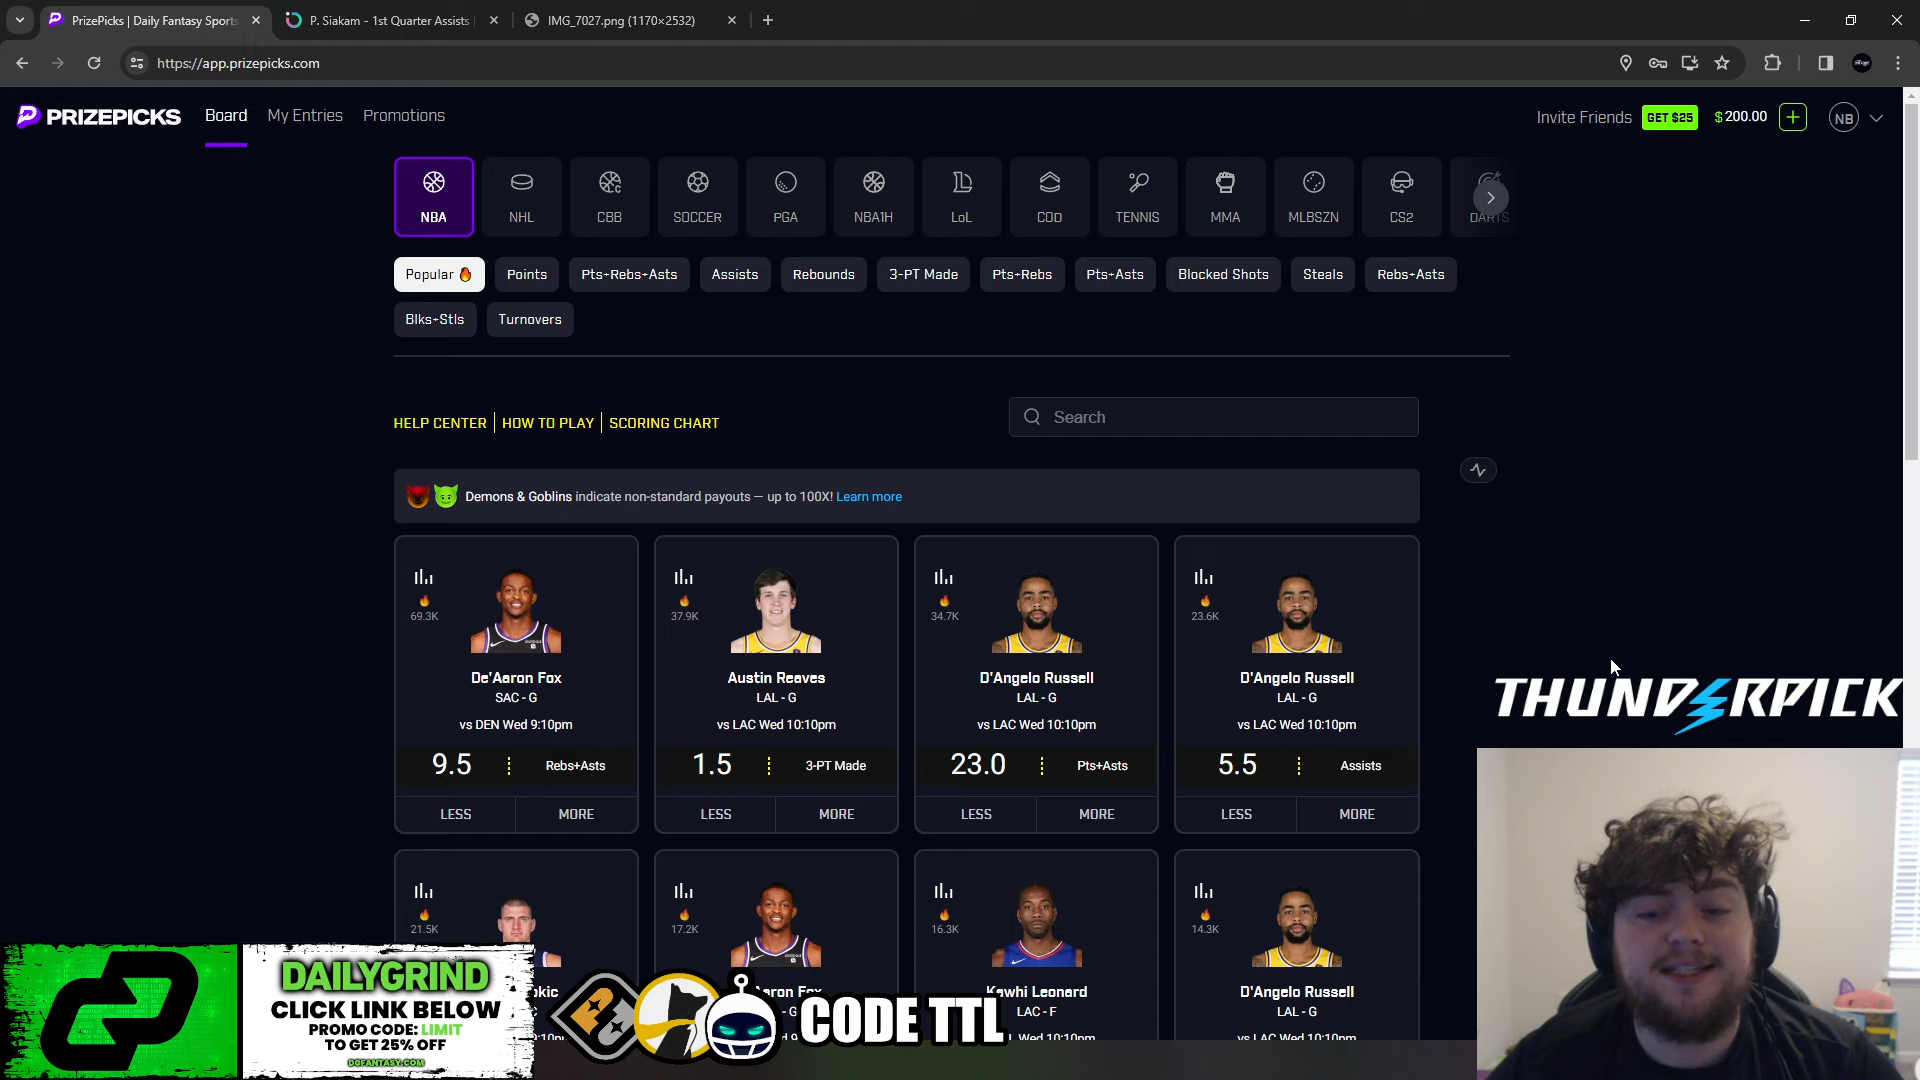 PrizePicks | Daily Fantasy Sports
P. Siakam - 1st Quarter Assists
IMG_7027.png (1170×2532)
https://app.prizepicks.com
PRIZEPICKS
Board
My Entries
Promotions
Invite Friends
GET $25
$200.00
NB
NBA
NHL
CBB
SOCCER
PGA
NBA1H
LoL
COD
TENNIS
MMA
MLBSZN
CS2
DARTS
Popular
Points
Pts+Rebs+Asts
Assists
Rebounds
3-PT Made
Pts+Rebs
Pts+Asts
Blocked Shots
Steals
Rebs+Asts
Blks+Stls
Turnovers
HELP CENTER
HOW TO PLAY
SCORING CHART
Search
Demons & Goblins indicate non-standard payouts — up to 100X! Learn more
69.3K
De'Aaron Fox
SAC - G
vs DEN Wed 9:10pm
9.5
Rebs+Asts
LESS
MORE
37.9K
Austin Reaves
LAL - G
vs LAC Wed 10:10pm
1.5
3-PT Made
LESS
MORE
34.7K
D'Angelo Russell
LAL - G
vs LAC Wed 10:10pm
23.0
Pts+Asts
LESS
MORE
23.6K
D'Angelo Russell
LAL - G
vs LAC Wed 10:10pm
5.5
Assists
LESS
MORE
THUNDERPICK
21.5K
17.2K
Fox
16.3K
Kawhi Leonard
LAC - F
14.3K
D'Angelo Russell
LAL - G
vs LAC Wed 10:10pm
DAILYGRIND
CLICK LINK BELOW
PROMO CODE: LIMIT
TO GET 25% OFF
DGFANTASY.COM
CODE TTL